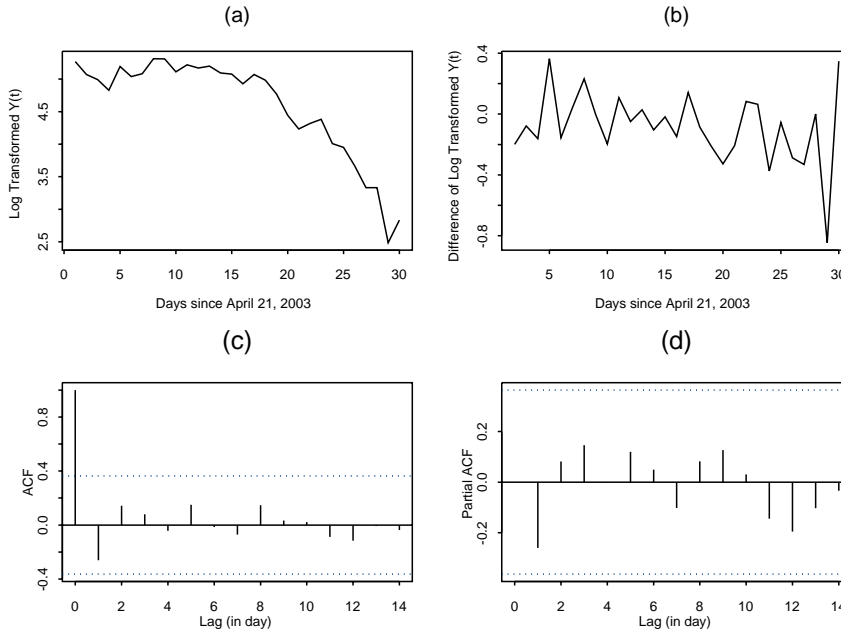 (a)
Log Transformed Y(t)
4.5
3.5
2.5
0 5 10 15 20 25 30
Days since April 21, 2003
(b)
Difference of Log Transformed Y(t)
0.4
0.0
-0.4
-0.8
5 10 15 20 25 30
Days since April 21, 2003
(c)
ACF
0.8
0.4
0.0
-0.4
0 2 4 6 8 10 12 14
Lag (in day)
(d)
Partial ACF
0.2
0.0
-0.2
0 2 4 6 8 10 12 14
Lag (in day)